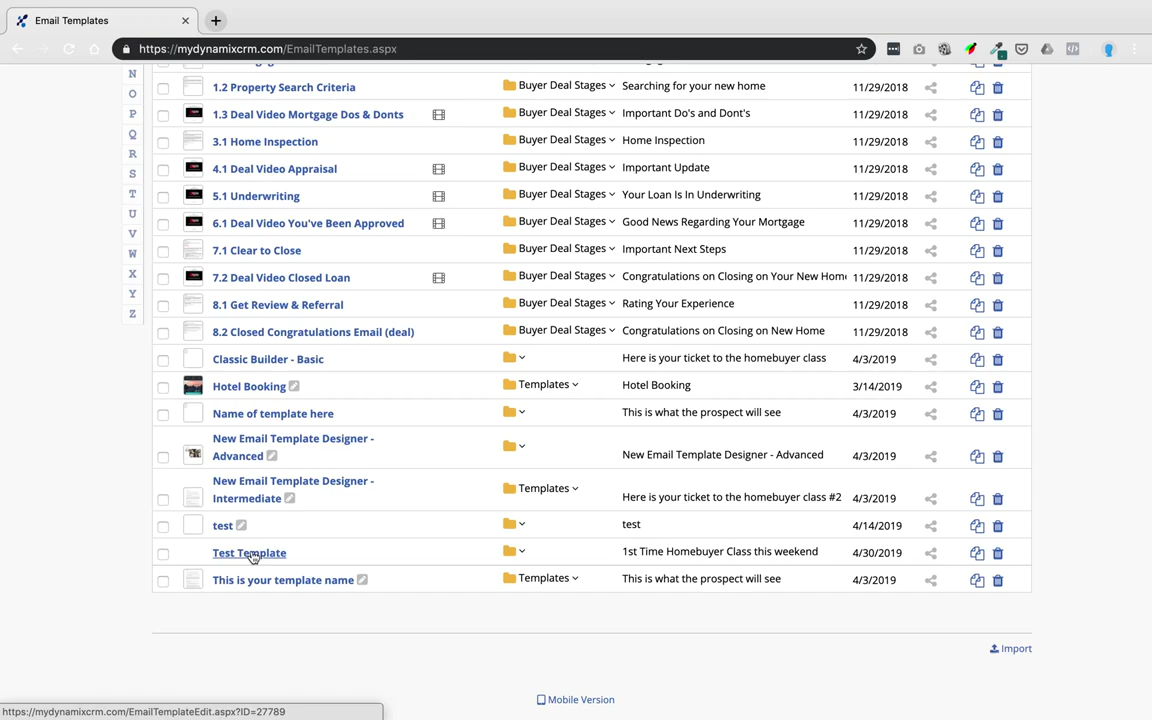 Email Templates
https://mydynamixcrm.com/EmailTemplates.aspx
N
O
P
Q
R
S
T
U
V
W
X
Y
Z
1.2 Property Search Criteria Buyer Deal Stages Searching for your new home 11/29/2018
1.3 Deal Video Mortgage Dos & Donts Buyer Deal Stages Important Do's and Dont's 11/29/2018
3.1 Home Inspection Buyer Deal Stages Home Inspection 11/29/2018
4.1 Deal Video Appraisal Buyer Deal Stages Important Update 11/29/2018
5.1 Underwriting Buyer Deal Stages Your Loan Is In Underwriting 11/29/2018
6.1 Deal Video You've Been Approved Buyer Deal Stages Good News Regarding Your Mortgage 11/29/2018
7.1 Clear to Close Buyer Deal Stages Important Next Steps 11/29/2018
7.2 Deal Video Closed Loan Buyer Deal Stages Congratulations on Closing on Your New Home 11/29/2018
8.1 Get Review & Referral Buyer Deal Stages Rating Your Experience 11/29/2018
8.2 Closed Congratulations Email (deal) Buyer Deal Stages Congratulations on Closing on New Home 11/29/2018
Classic Builder - Basic Here is your ticket to the homebuyer class 4/3/2019
Hotel Booking Templates Hotel Booking 3/14/2019
Name of template here This is what the prospect will see 4/3/2019
New Email Template Designer -
Advanced New Email Template Designer - Advanced 4/3/2019
New Email Template Designer -
Intermediate Templates Here is your ticket to the homebuyer class #2 4/3/2019
test test 4/14/2019
Test Template 1st Time Homebuyer Class this weekend 4/30/2019
This is your template name Templates This is what the prospect will see 4/3/2019
Import
Mobile Version
https://mydynamixcrm.com/EmailTemplateEdit.aspx?ID=27789